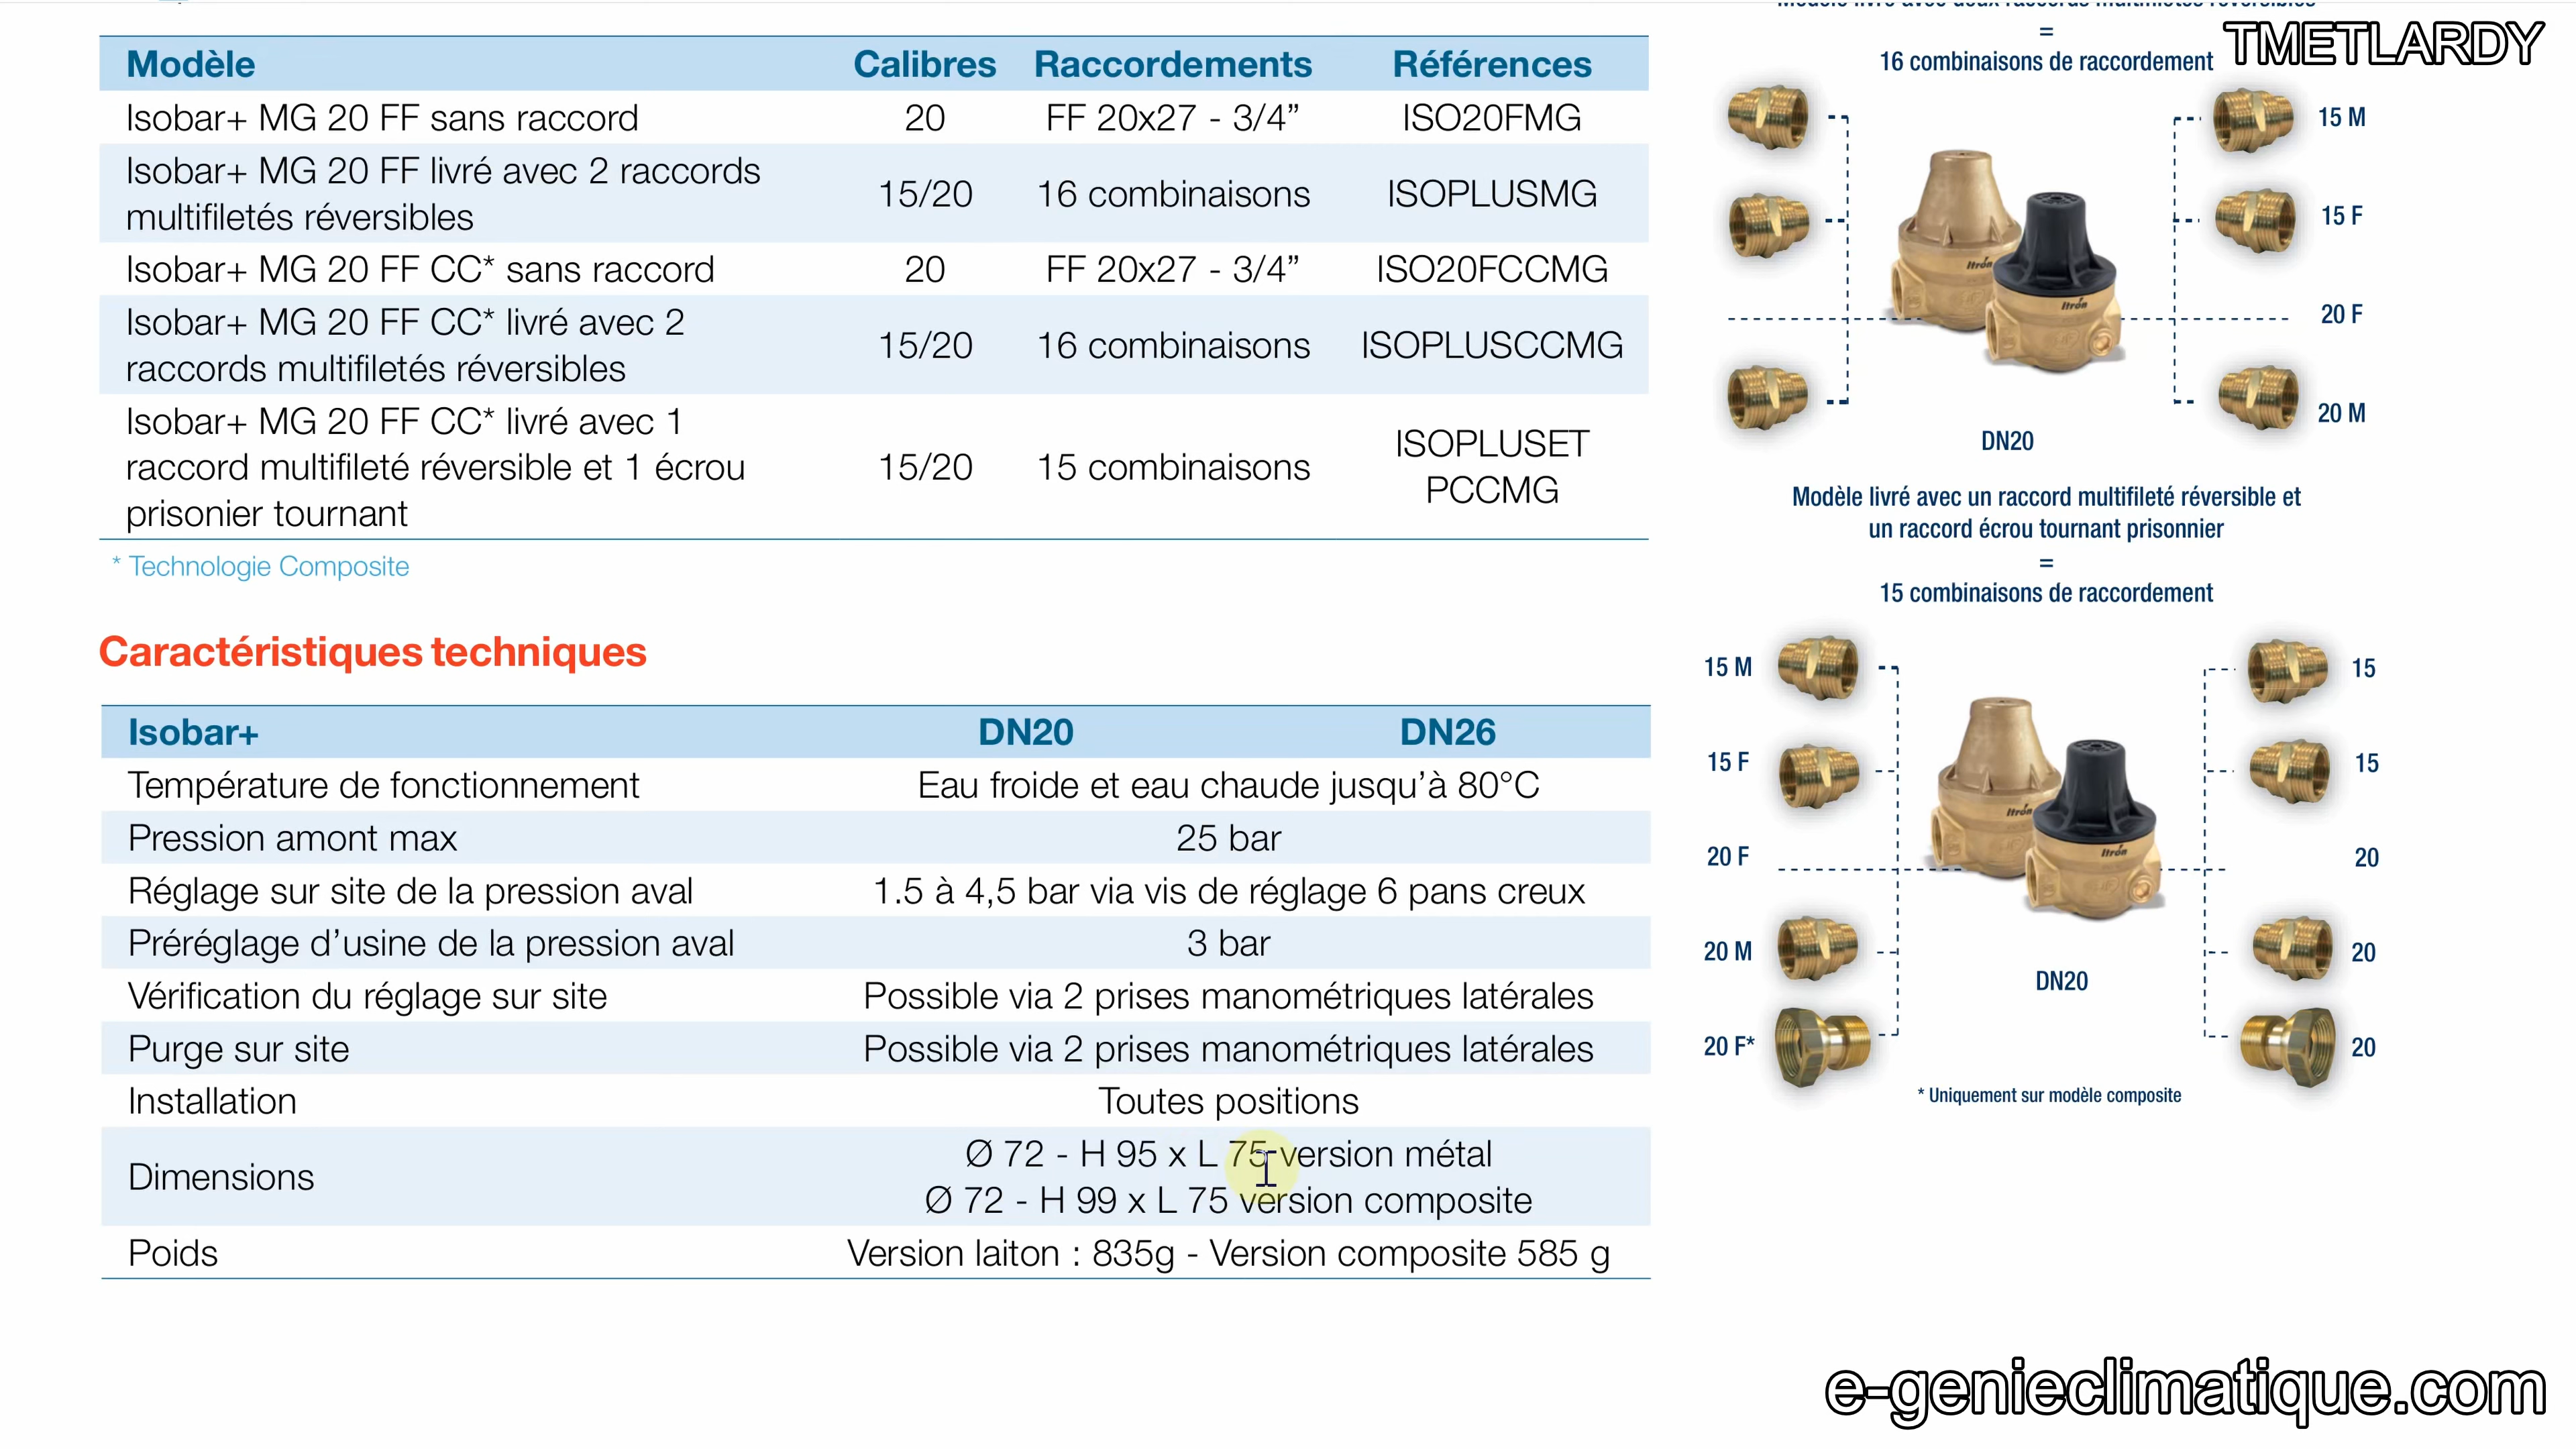 TMETLARDY
Modèle Calibres Raccordements Références
Isobar+ MG 20 FF sans raccord 20 FF 20x27 - 3/4” ISO20FMG
Isobar+ MG 20 FF livré avec 2 raccords
multifiletés réversibles 15/20 16 combinaisons ISOPLUSMG
Isobar+ MG 20 FF CC* sans raccord 20 FF 20x27 - 3/4” ISO20FCCMG
Isobar+ MG 20 FF CC* livré avec 2
raccords multifiletés réversibles 15/20 16 combinaisons ISOPLUSCCMG
Isobar+ MG 20 FF CC* livré avec 1
raccord multifileté réversible et 1 écrou
prisonier tournant 15/20 15 combinaisons ISOPLUSET
PCCMG
* Technologie Composite
Caractéristiques techniques
Isobar+ DN20 DN26
Température de fonctionnement Eau froide et eau chaude jusqu’à 80°C
Pression amont max 25 bar
Réglage sur site de la pression aval 1.5 à 4,5 bar via vis de réglage 6 pans creux
Préréglage d’usine de la pression aval 3 bar
Vérification du réglage sur site Possible via 2 prises manométriques latérales
Purge sur site Possible via 2 prises manométriques latérales
Installation Toutes positions
Dimensions Ø 72 - H 95 x L 75 version métal
Ø 72 - H 99 x L 75 version composite
Poids Version laiton : 835g - Version composite 585 g
Modèle livré avec deux raccords multifiletés réversibles
=
16 combinaisons de raccordement
15 M
15 F
Itron
Itron
20 F
20 M
DN20
Modèle livré avec un raccord multifileté réversible et
un raccord écrou tournant prisonnier
=
15 combinaisons de raccordement
15 M 15
15 F 15
Itron
Itron
20 F 20
20 M 20
DN20
20 F* 20
* Uniquement sur modèle composite
e-genieclimatique.com